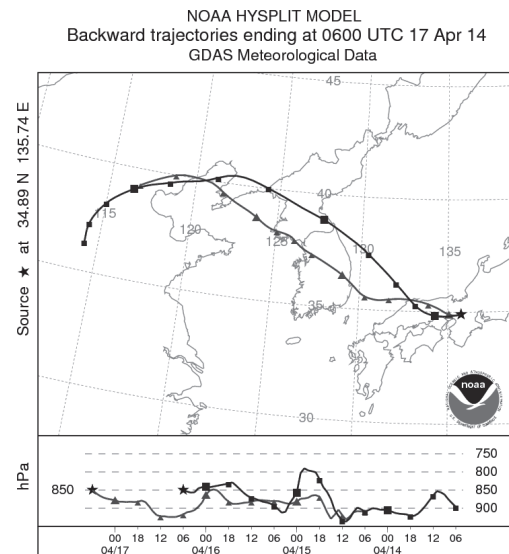 NOAA HYSPLIT MODEL
Backward trajectories ending at 0600 UTC 17 Apr 14
GDAS Meteorological Data
Source ★ at 34.89 N 135.74 E
45
40
115
120
125
130
135
35
30
noaa
hPa
750
800
850 850
900
00 18 12 06 00 18 12 06 00 18 12 06 00 18 12 06
04/17 04/16 04/15 04/14